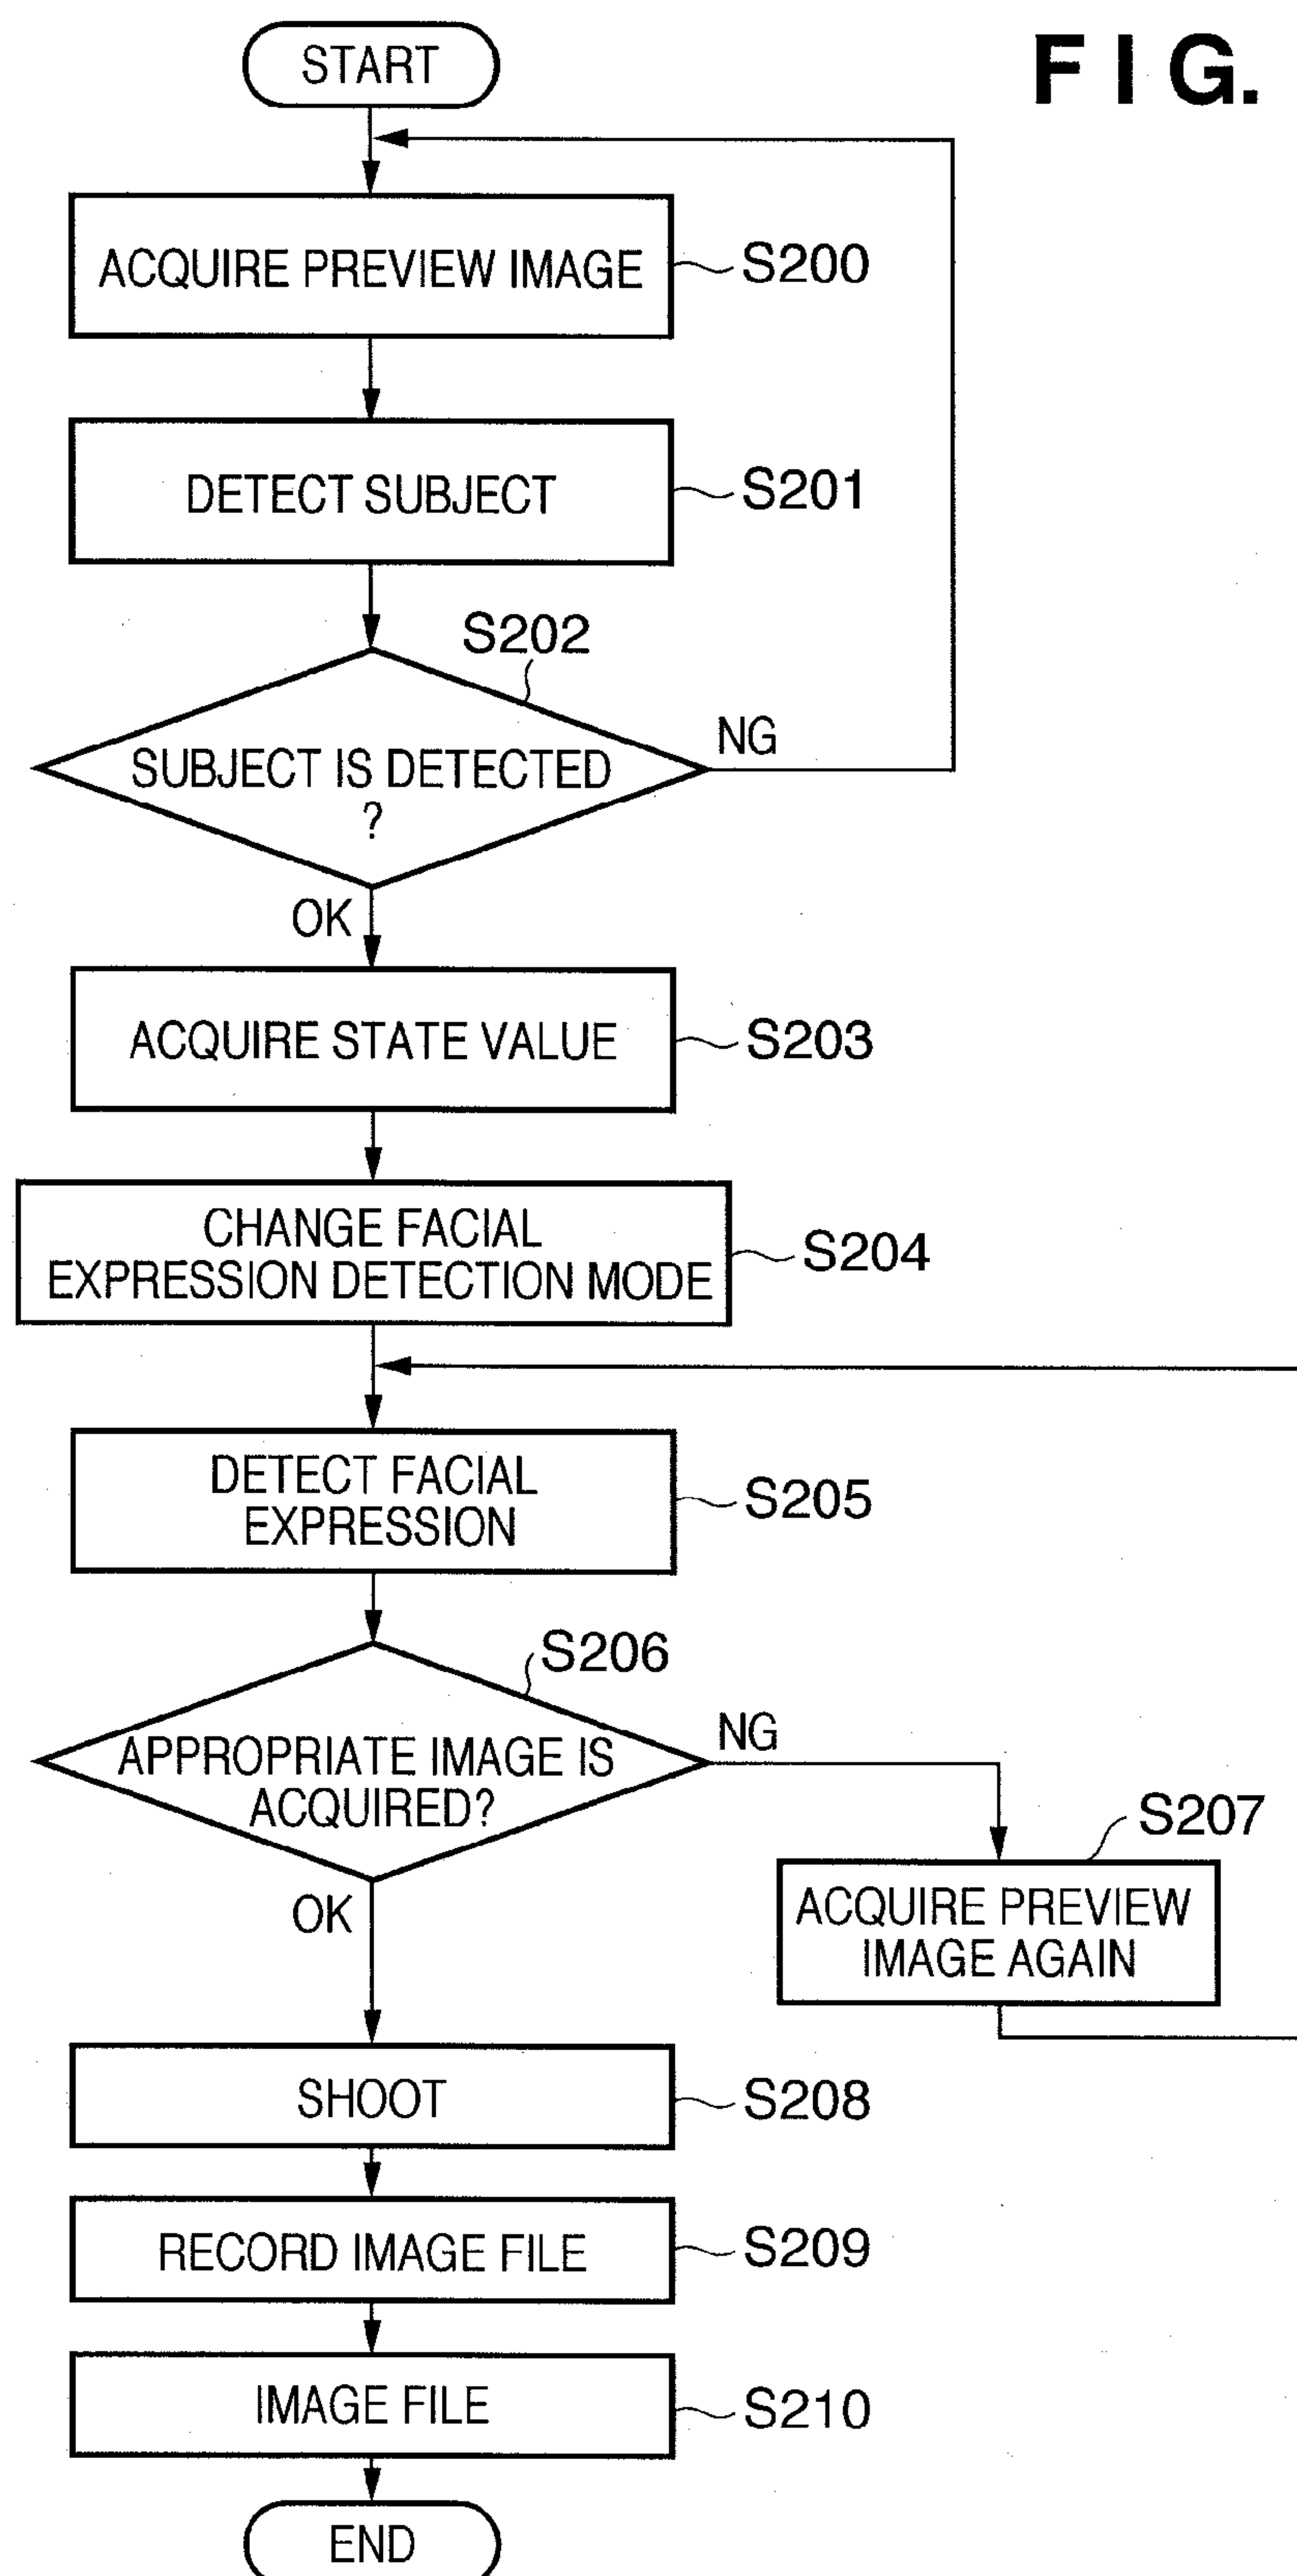 FIG.
START
ACQUIRE PREVIEW IMAGE
S200
DETECT SUBJECT
S201
S202
SUBJECT IS DETECTED
?
NG
OK
ACQUIRE STATE VALUE
S203
CHANGE FACIAL
EXPRESSION DETECTION MODE
S204
DETECT FACIAL
EXPRESSION
S205
S206
APPROPRIATE IMAGE IS
ACQUIRED?
NG
S207
ACQUIRE PREVIEW
IMAGE AGAIN
OK
SHOOT
S208
RECORD IMAGE FILE
S209
IMAGE FILE
S210
END